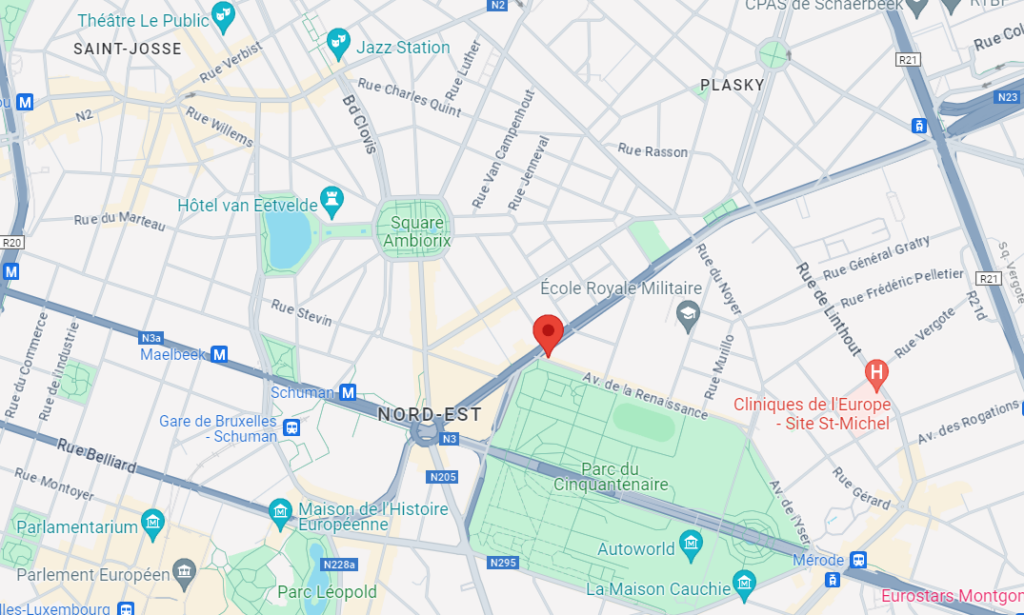 CPAS de Schaerbeek
N2
Théâtre Le Public
SAINT-JOSSE
Jazz Station
Rue Verbist
Rue Luther
R21
PLASKY
Rue Charles Quint
Bd Clovis
N23
M
N2
Rue Willems
Rue Van Campenhout
Rue Jenneval
Rue Rasson
Hôtel van Eetvelde
Rue du Marteau
Square
Ambiorix
R20
M
Rue du Noyer
Rue Général Gratry
Rue Frédéric Pelletier
Sq. Vergote
R21
R21d
Rue de Linthout
École Royale Militaire
Rue Stevin
Rue Vergote
N3a
Maelbeek M
Rue du Commerce
Rue de l'Industrie
Rue Murillo
Schuman M
Av. de la Renaissance
H
Cliniques de l'Europe
- Site St-Michel
NORD-EST
Gare de Bruxelles
- Schuman
N3
Av. des Rogations
Rue Belliard
N205
Parc du
Cinquantenaire
Rue Montoyer
Rue Gérard
Av. de l'Yser
Maison de l'Histoire
Européenne
Parlamentarium
Autoworld
N295
N228a
Mérode
Parlement Européen
Parc Léopold
La Maison Cauchie
Eurostars Montgom
lles-Luxembourg